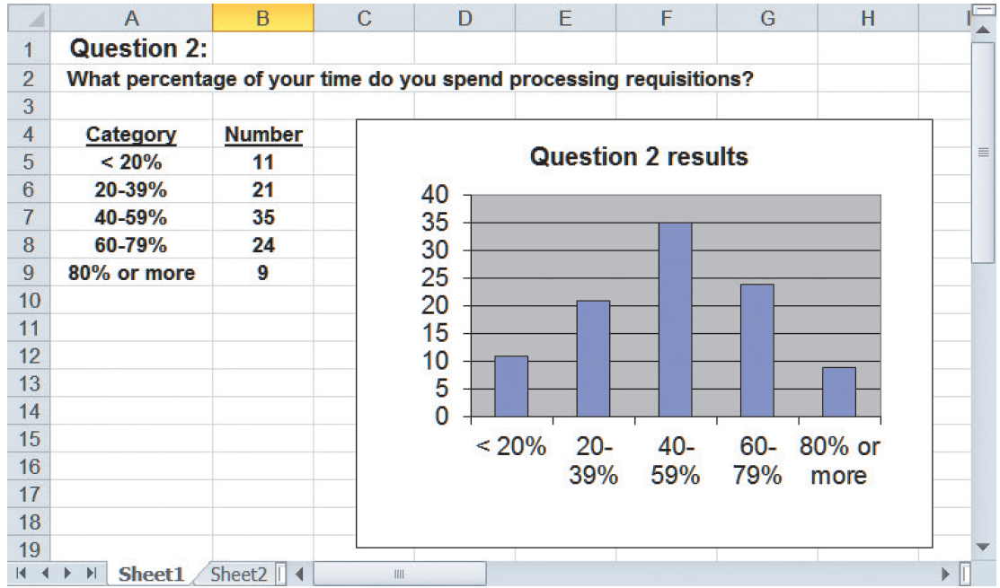 A B C D E F G H
1 Question 2:
2 What percentage of your time do you spend processing requisitions?
3
4 Category Number
5 < 20% 11
6 20-39% 21
7 40-59% 35
8 60-79% 24
9 80% or more 9
10
11
12
13
14
15
16
17
18
19
Question 2 results
40
35
30
25
20
15
10
5
0
< 20% 20- 40- 60- 80% or
39% 59% 79% more
Sheet1 Sheet2